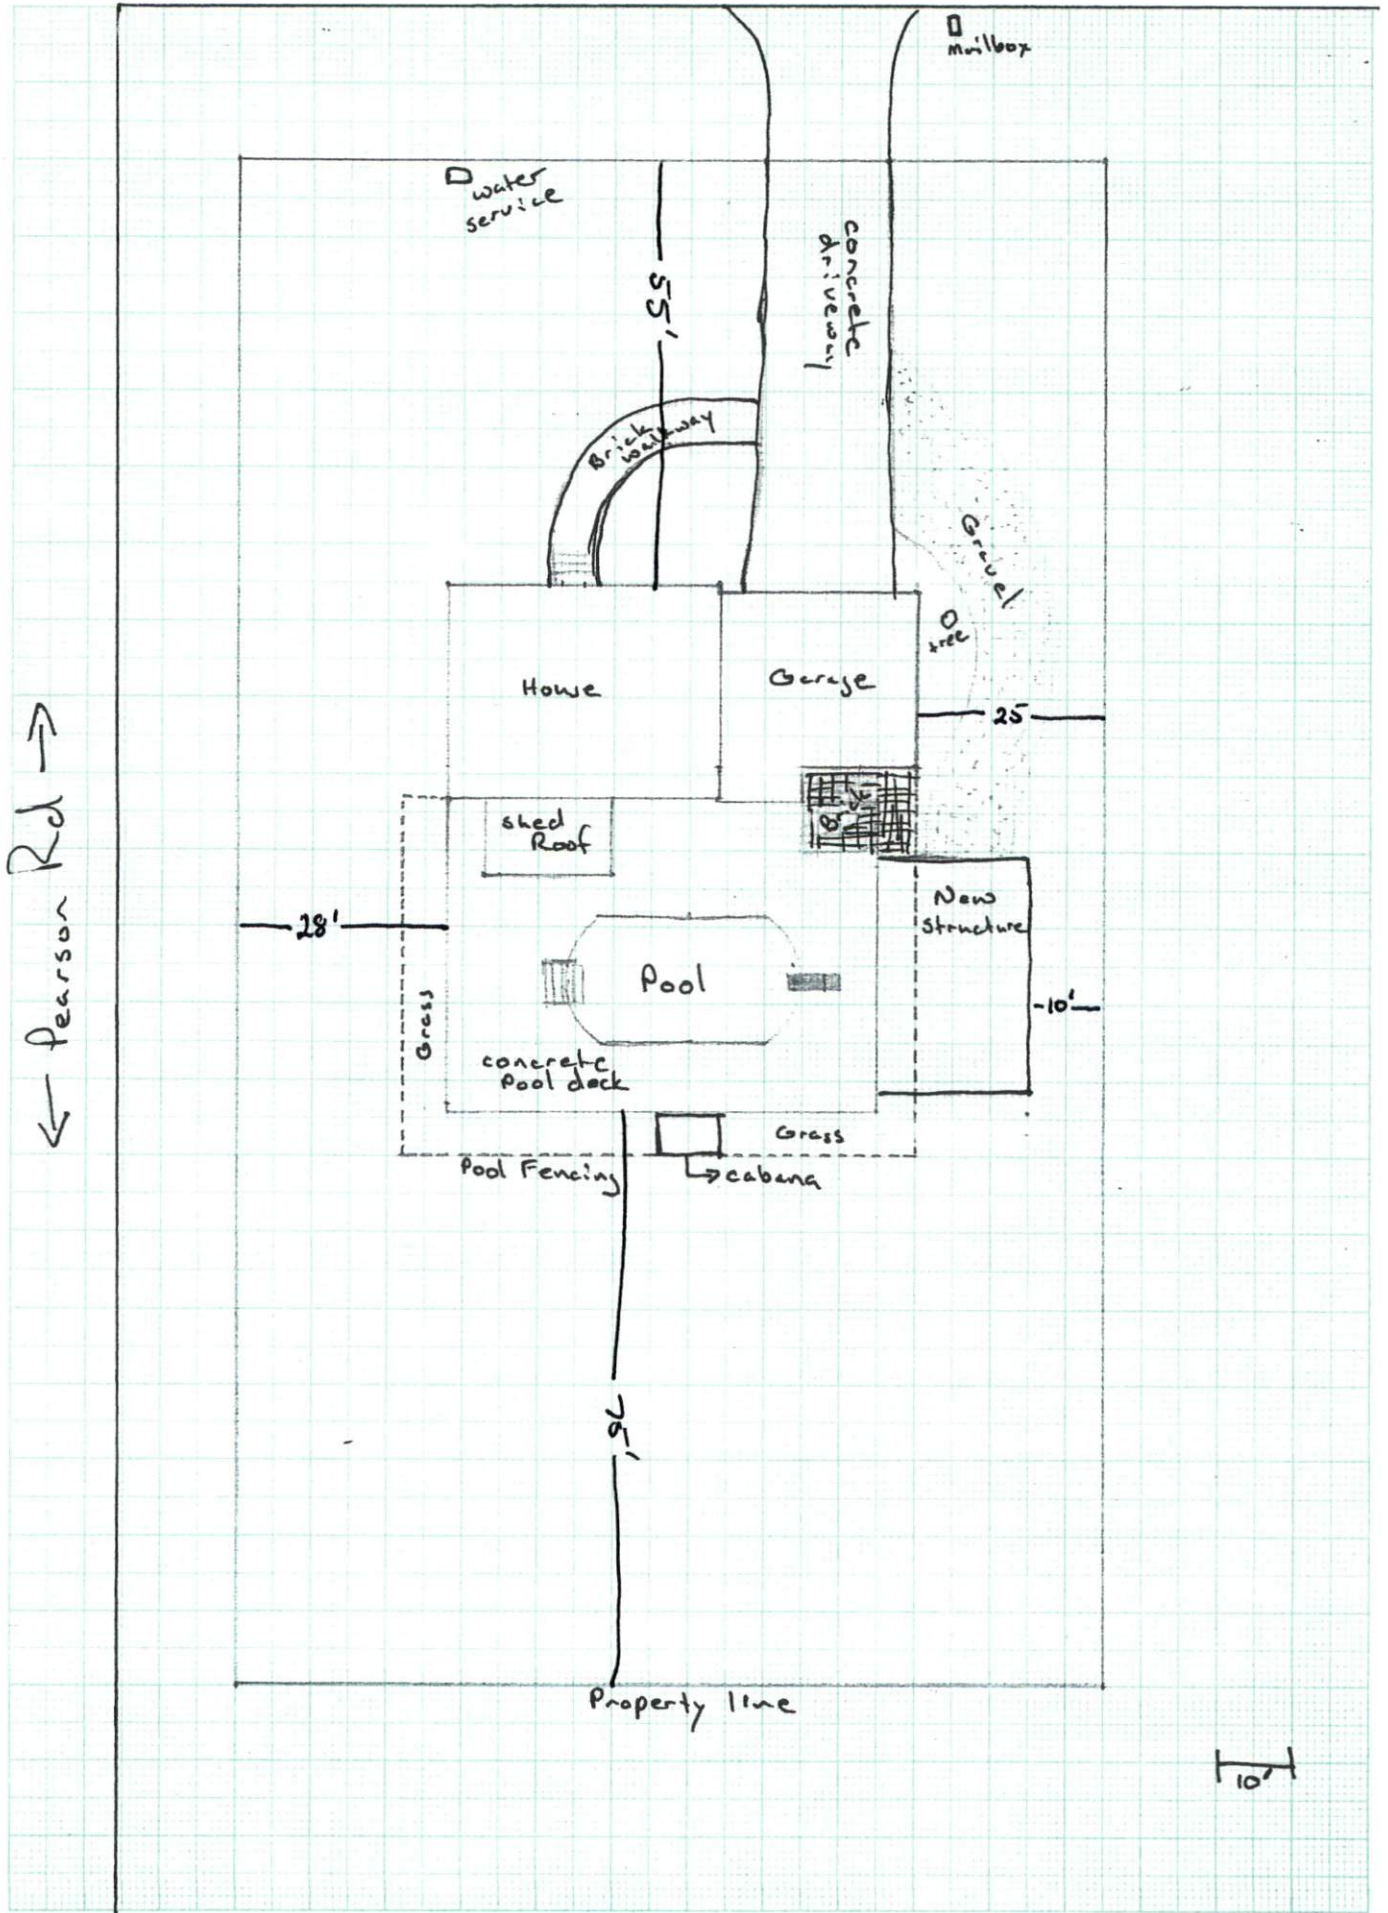 Mailbox
water
service
55'
concrete
driveway
Brick
walkway
Gravel
tree
House
Garage
25
← Pearson Rd →
shed
Roof
Brick
New
structure
28'
Pool
10'
Grass
concrete
Pool deck
Grass
Pool Fencing
cabana
Property line
10'